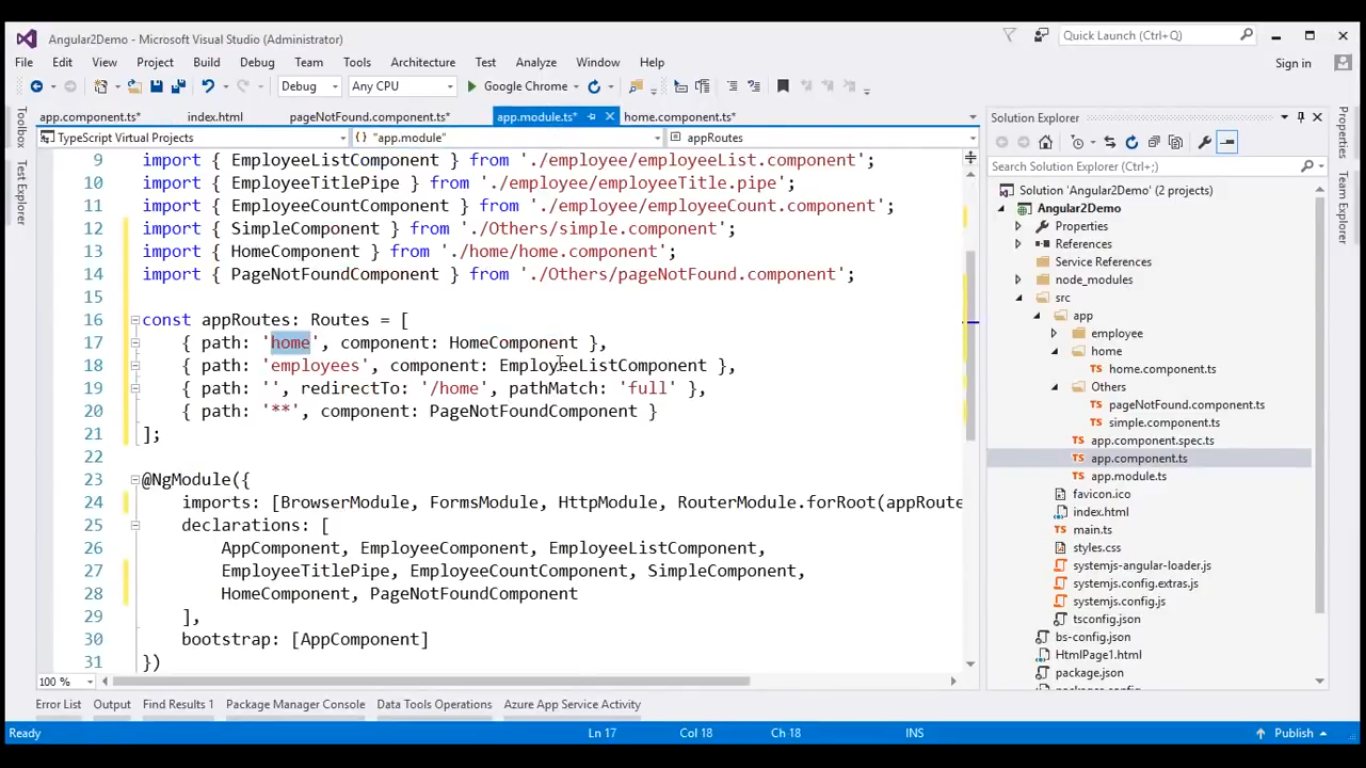 Angular2Demo - Microsoft Visual Studio (Administrator)
Quick Launch (Ctrl+Q)
File Edit View Project Build Debug Team Tools Architecture Test Analyze Window Help
Sign in
Debug Any CPU Google Chrome
app.component.ts* index.html pageNotFound.component.ts* app.module.ts* home.component.ts*
TypeScript Virtual Projects {} "app.module" appRoutes
Toolbox
Test Explorer
9 import { EmployeeListComponent } from './employee/employeeList.component';
10 import { EmployeeTitlePipe } from './employee/employeeTitle.pipe';
11 import { EmployeeCountComponent } from './employee/employeeCount.component';
12 import { SimpleComponent } from './Others/simple.component';
13 import { HomeComponent } from './home/home.component';
14 import { PageNotFoundComponent } from './Others/pageNotFound.component';
15
16 const appRoutes: Routes = [
17 { path: 'home', component: HomeComponent },
18 { path: 'employees', component: EmployeeListComponent },
19 { path: '', redirectTo: '/home', pathMatch: 'full' },
20 { path: '**', component: PageNotFoundComponent }
21 ];
22
23 @NgModule({
24 imports: [BrowserModule, FormsModule, HttpModule, RouterModule.forRoot(appRoute
25 declarations: [
26 AppComponent, EmployeeComponent, EmployeeListComponent,
27 EmployeeTitlePipe, EmployeeCountComponent, SimpleComponent,
28 HomeComponent, PageNotFoundComponent
29 ],
30 bootstrap: [AppComponent]
31 })
100 %
Solution Explorer
Search Solution Explorer (Ctrl+;)
Solution 'Angular2Demo' (2 projects)
Angular2Demo
Properties
References
Service References
node_modules
src
app
employee
home
TS home.component.ts
Others
TS pageNotFound.component.ts
TS simple.component.ts
TS app.component.spec.ts
TS app.component.ts
TS app.module.ts
favicon.ico
index.html
TS main.ts
styles.css
systemjs-angular-loader.js
systemjs.config.extras.js
systemjs.config.js
tsconfig.json
bs-config.json
HtmlPage1.html
package.json
Properties
Team Explorer
Error List Output Find Results 1 Package Manager Console Data Tools Operations Azure App Service Activity
Ready Ln 17 Col 18 Ch 18 INS Publish